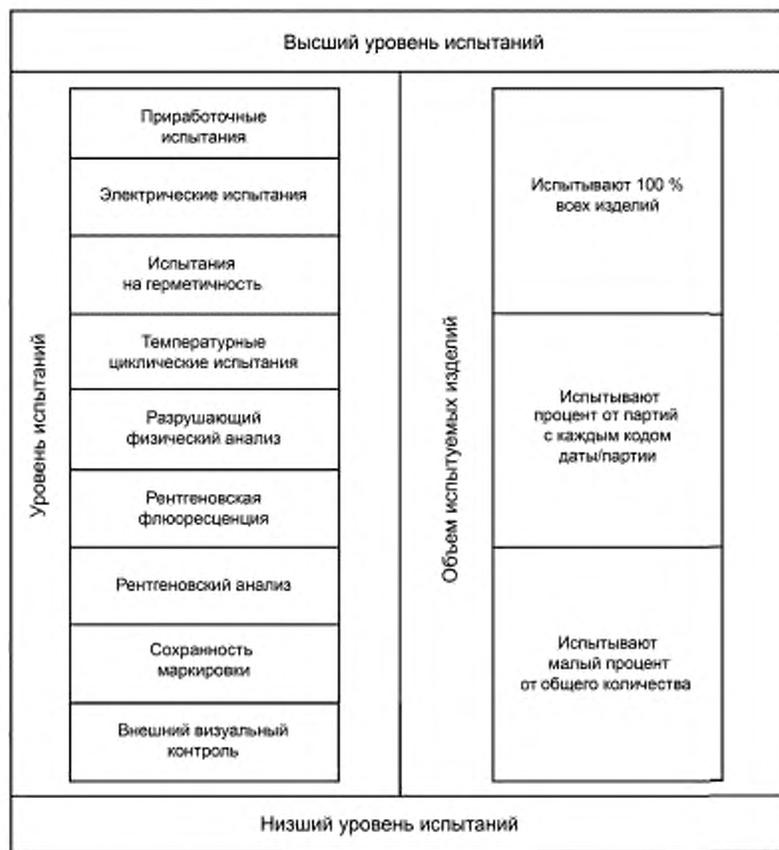 Высший уровень испытаний
Уровень испытаний
Приработочные
испытания
Электрические испытания
Испытания
на герметичность
Температурные
циклические испытания
Разрушающий
физический анализ
Рентгеновская
флюоресценция
Рентгеновский анализ
Сохранность
маркировки
Внешний визуальный
контроль
Объем испытуемых изделий
Испытывают 100 %
всех изделий
Испытывают
процент от партий
с каждым кодом
даты/партии
Испытывают
малый процент
от общего количества
Низший уровень испытаний